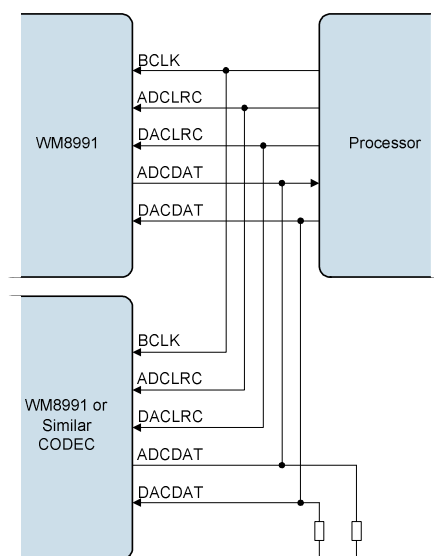 BCLK
ADCLRC
DACLRC
WM8991
Processor
ADCDAT
DACDAT
BCLK
ADCLRC
WM8991 or
Similar
CODEC
DACLRC
ADCDAT
DACDAT